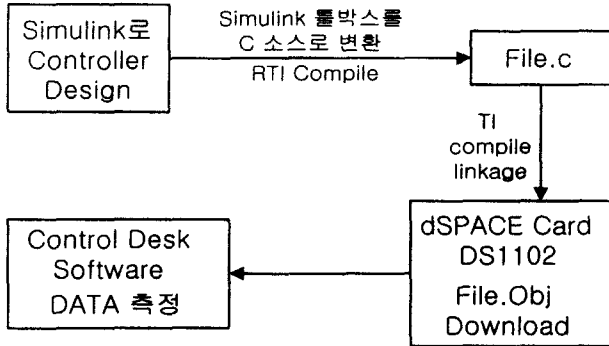 Simulink로
Controller
Design
Simulink 툴박스를
C 소스로 변환
RTI Compile
File.c
TI
compile
linkage
dSPACE Card
DS1102
File.Obj
Download
Control Desk
Software
DATA 측정